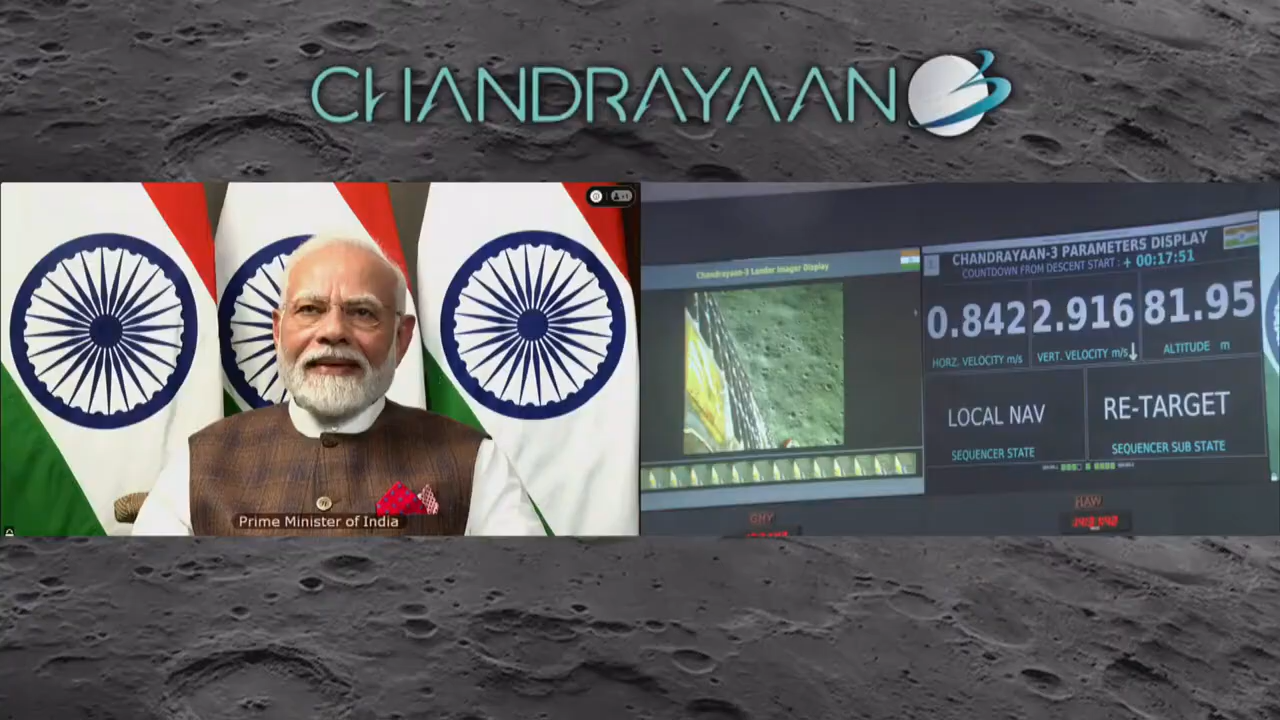 CHANDRAYAAN 3
+1
Prime Minister of India
Chandrayaan-3 Lander Imager Display
CHANDRAYAAN-3 PARAMETERS DISPLAY
COUNTDOWN FROM DESCENT START : + 00:17:51
0.842 2.916 81.95
HORZ. VELOCITY m/s VERT. VELOCITY m/s ALTITUDE m
LOCAL NAV RE-TARGET
SEQUENCER STATE SEQUENCER SUB STATE
HAW